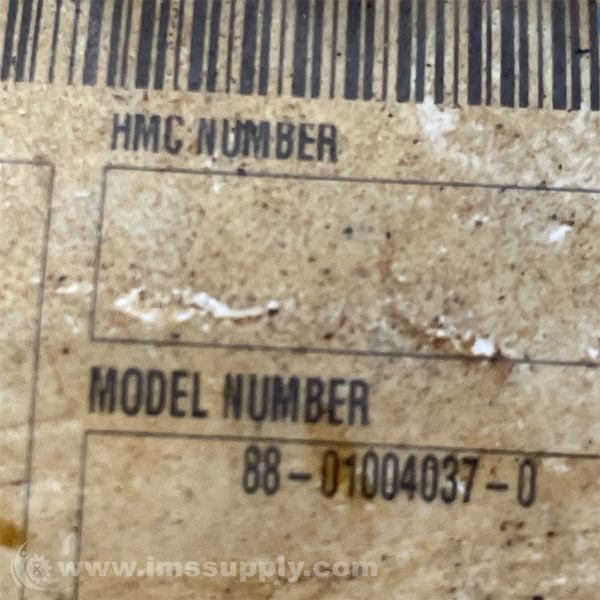 HMC NUMBER
MODEL NUMBER
88-01004037-0
www.imssupply.com